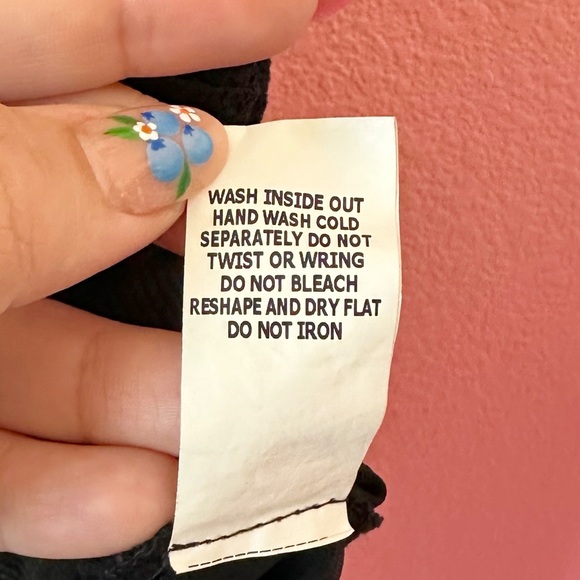 WASH INSIDE OUT
HAND WASH COLD
SEPARATELY DO NOT
TWIST OR WRING
DO NOT BLEACH
RESHAPE AND DRY FLAT
DO NOT IRON